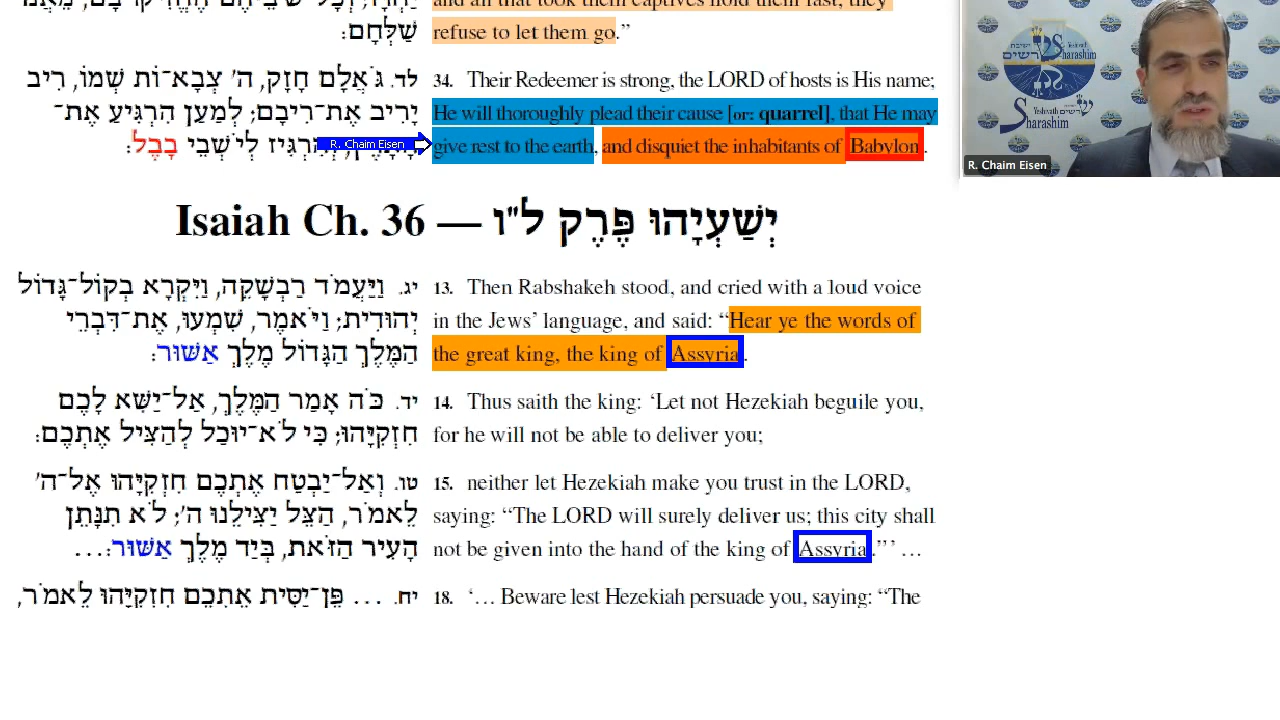 and all that took them captives hold them fast; they
שַׁלְּחָם:
refuse to let them go.”
לד. גֹּאֲלָם חָזָק, ה' צְבָא־וֹת שְׁמוֹ, רִיב
יָרִיב אֶת־רִיבָם; לְמַעַן הִרְגִּיעַ אֶת־
לְיֹשְׁבֵי בָבֶל:
R. Chaim Eisen
34. Their Redeemer is strong, the LORD of hosts is His name;
He will thoroughly plead their cause [or: quarrel], that He may
give rest to the earth, and disquiet the inhabitants of Babylon.
Isaiah Ch. 36 — יְשַׁעְיָהוּ פֶּרֶק ל"ו
יג. וַיַּעֲמֹד רַבְשָׁקֵה, וַיִּקְרָא בְקוֹל־גָּדוֹל
יְהוּדִית; וַיֹּאמֶר, שִׁמְעוּ, אֶת־דִּבְרֵי
הַמֶּלֶךְ הַגָּדוֹל מֶלֶךְ אַשּׁוּר:
13. Then Rabshakeh stood, and cried with a loud voice
in the Jews’ language, and said: “Hear ye the words of
the great king, the king of Assyria.
יד. כֹּה אָמַר הַמֶּלֶךְ, אַל־יַשִּׁא לָכֶם
חִזְקִיָּהוּ; כִּי לֹא־יוּכַל לְהַצִּיל אֶתְכֶם:
14. Thus saith the king: ‘Let not Hezekiah beguile you,
for he will not be able to deliver you;
טו. וְאַל־יַבְטַח אֶתְכֶם חִזְקִיָּהוּ אֶל־ה'
לֵאמֹר, הַצֵּל יַצִּילֵנוּ ה'; לֹא תִנָּתֵן
הָעִיר הַזֹּאת, בְּיַד מֶלֶךְ אַשּׁוּר:...
15. neither let Hezekiah make you trust in the LORD,
saying: “The LORD will surely deliver us; this city shall
not be given into the hand of the king of Assyria.”’ …
יח. ... פֶּן־יַסִּית אֶתְכֶם חִזְקִיָּהוּ לֵאמֹר,
18. ‘… Beware lest Hezekiah persuade you, saying: “The
Yeshivath
Sharashim
R. Chaim Eisen